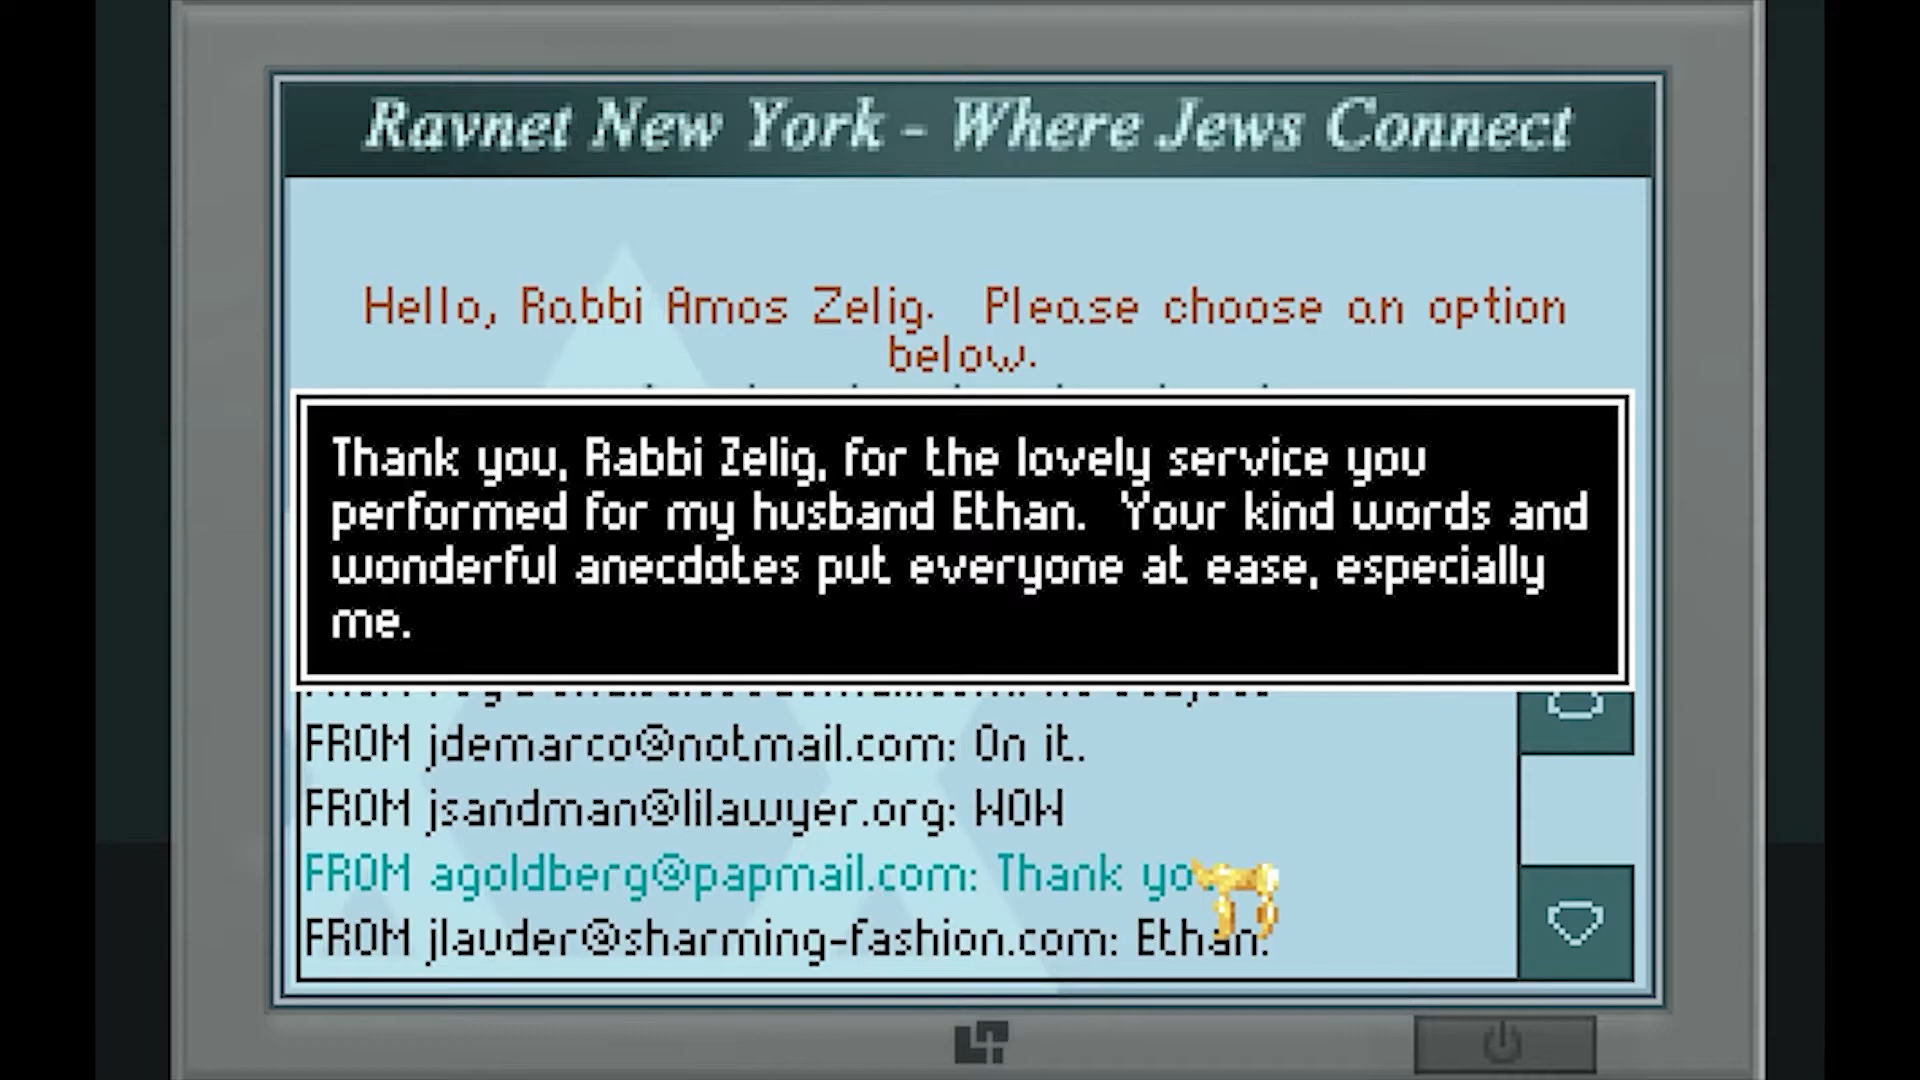 Ravnet New York - Where Jews Connect
Hello, Rabbi Amos Zelig.  Please choose an option
below.
Thank you, Rabbi Zelig, for the lovely service you
performed for my husband Ethan.  Your kind words and
wonderful anecdotes put everyone at ease, especially
me.
FROM jdemarco@notmail.com: On it.
FROM jsandman@lilawyer.org: WOW
FROM agoldberg@papmail.com: Thank
FROM jlauder@sharming-fashion.com: Ethan.